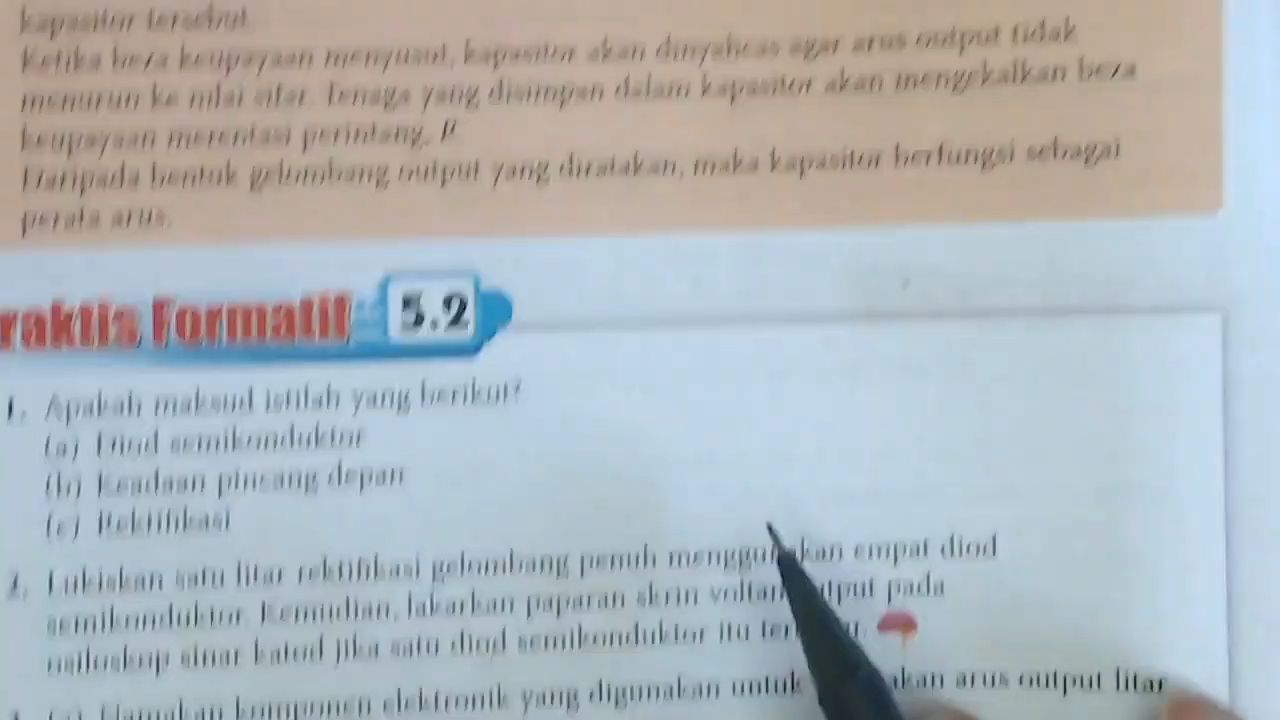 kapasitor tersebut.
Ketika beza keupayaan menyusut, kapasitor akan dinyahcas agar arus output tidak
menurun ke nilai sifar. Tenaga yang disimpan dalam kapasitor akan mengekalkan beza
keupayaan merentasi perintang, R.
Daripada bentuk gelombang output yang diratakan, maka kapasitor berfungsi sebagai
perata arus.
raktis Formatif 5.2
1. Apakah maksud istilah yang berikut?
(a) Diod semikonduktor
(b) Keadaan pincang depan
(c) Rektifikasi
2. Lukiskan satu litar rektifikasi gelombang penuh menggunakan empat diod
semikonduktor. Kemudian, lakarkan paparan skrin voltan output pada
osiloskop sinar katod jika satu diod semikonduktor itu
(a) Namakan komponen elektronik yang digunakan untuk arus output litar